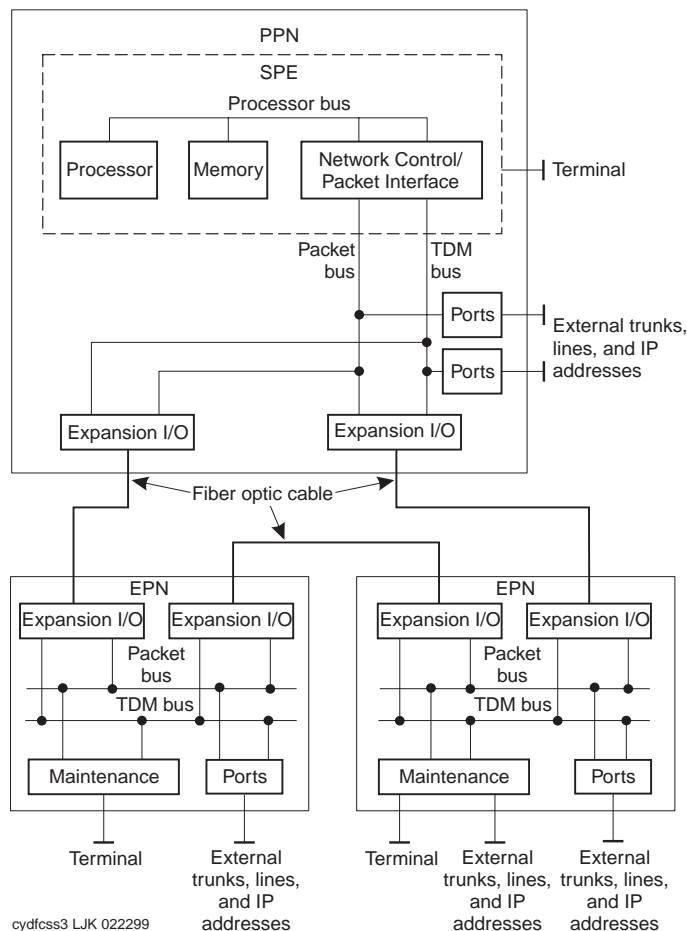 PPN
SPE
Processor bus
Processor
Memory
Network Control/
Packet Interface
Terminal
Packet
bus
TDM
bus
Ports
Ports
External trunks,
lines, and IP
addresses
Expansion I/O
Expansion I/O
Fiber optic cable
EPN
Expansion I/O
Expansion I/O
Packet
bus
TDM bus
Maintenance
Ports
Terminal
External
trunks, lines,
and IP
addresses
EPN
Expansion I/O
Expansion I/O
Packet
bus
TDM bus
Maintenance
Ports
Terminal
External
trunks, lines,
and IP
addresses
External
trunks, lines,
and IP
addresses
cydfcss3 LJK 022299